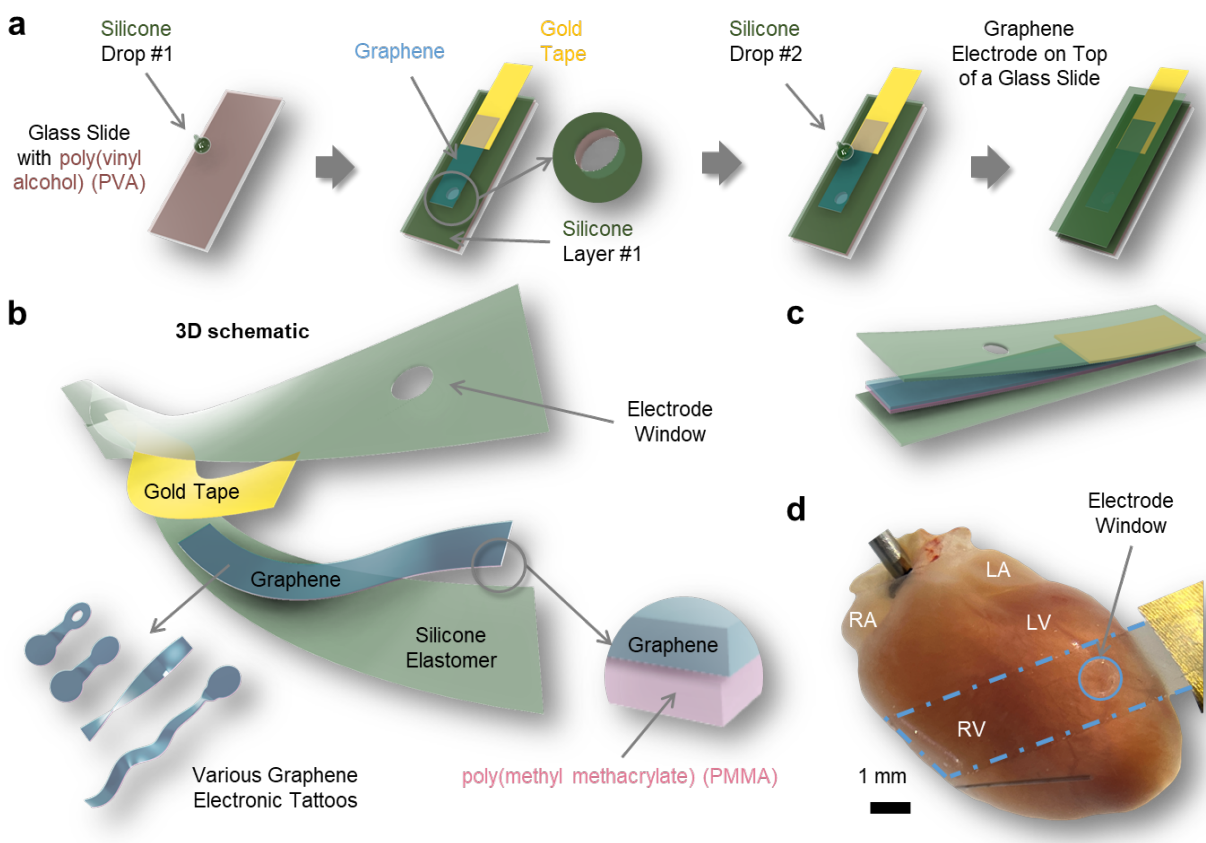 a
Silicone
Drop #1
Glass Slide
with poly(vinyl
alcohol) (PVA)
Graphene
Gold
Tape
Silicone
Layer #1
Silicone
Drop #2
Graphene
Electrode on Top
of a Glass Slide
b
3D schematic
Electrode
Window
Gold Tape
Graphene
Silicone
Elastomer
Graphene
poly(methyl methacrylate) (PMMA)
Various Graphene
Electronic Tattoos
c
d
Electrode
Window
LA
RA
LV
RV
1 mm